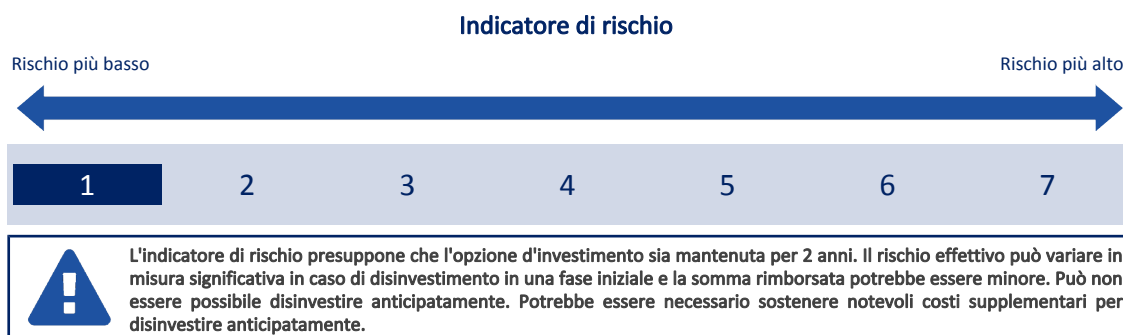 Indicatore di rischio
Rischio più basso
Rischio più alto
1 2 3 4 5 6 7
L'indicatore di rischio presuppone che l'opzione d'investimento sia mantenuta per 2 anni. Il rischio effettivo può variare in
misura significativa in caso di disinvestimento in una fase iniziale e la somma rimborsata potrebbe essere minore. Può non
essere possibile disinvestire anticipatamente. Potrebbe essere necessario sostenere notevoli costi supplementari per
disinvestire anticipatamente.